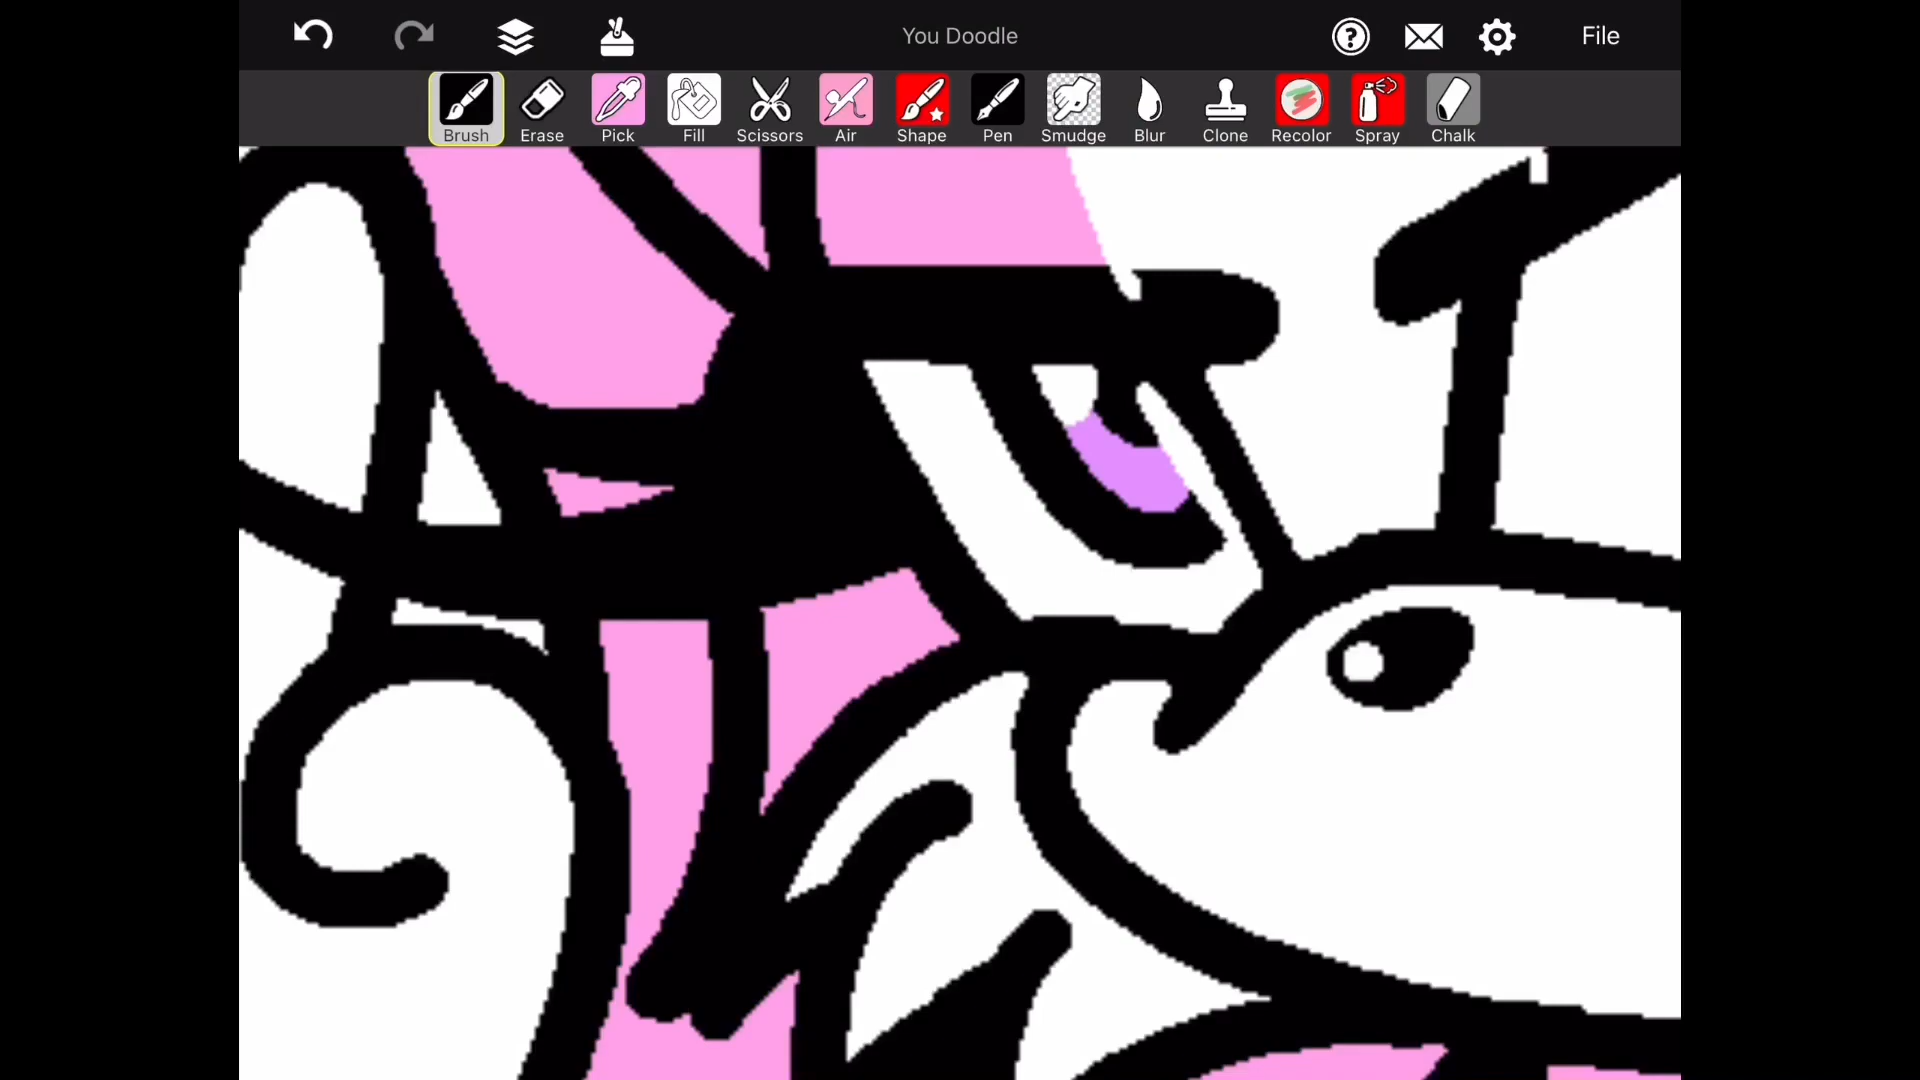 You Doodle
File
Brush Erase Pick Fill Scissors Air Shape Pen Smudge Blur Clone Recolor Spray Chalk